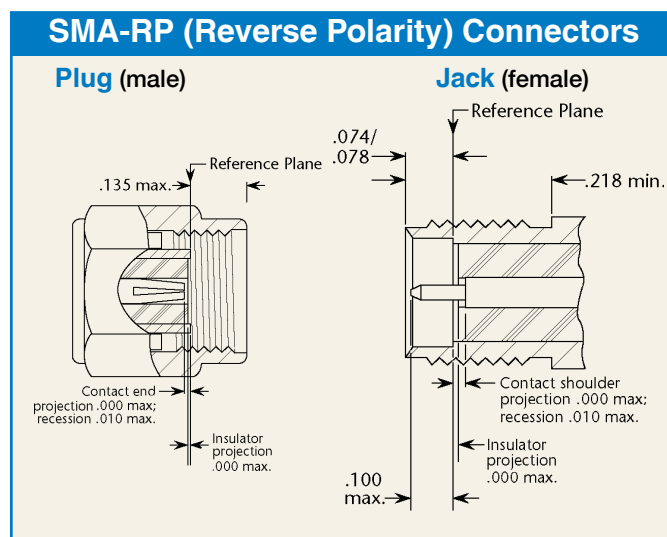 SMA-RP (Reverse Polarity) Connectors
Plug (male)
Jack (female)
Reference Plane
.135 max.
Contact end
projection .000 max;
recession .010 max.
Insulator
projection
.000 max.
Reference Plane
.074/
.078
.218 min.
Contact shoulder
projection .000 max;
recession .010 max.
Insulator
projection
.000 max.
.100
max.